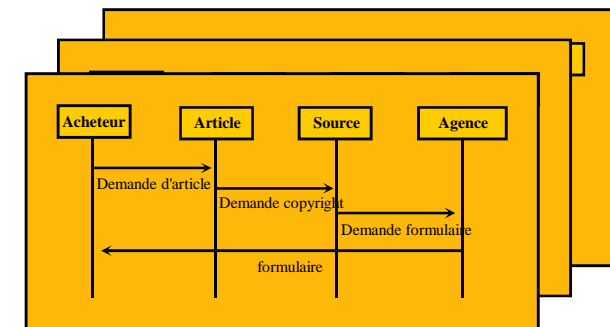 Acheteur Article Source Agence
Demande d'article
Demande copyright
Demande formulaire
formulaire